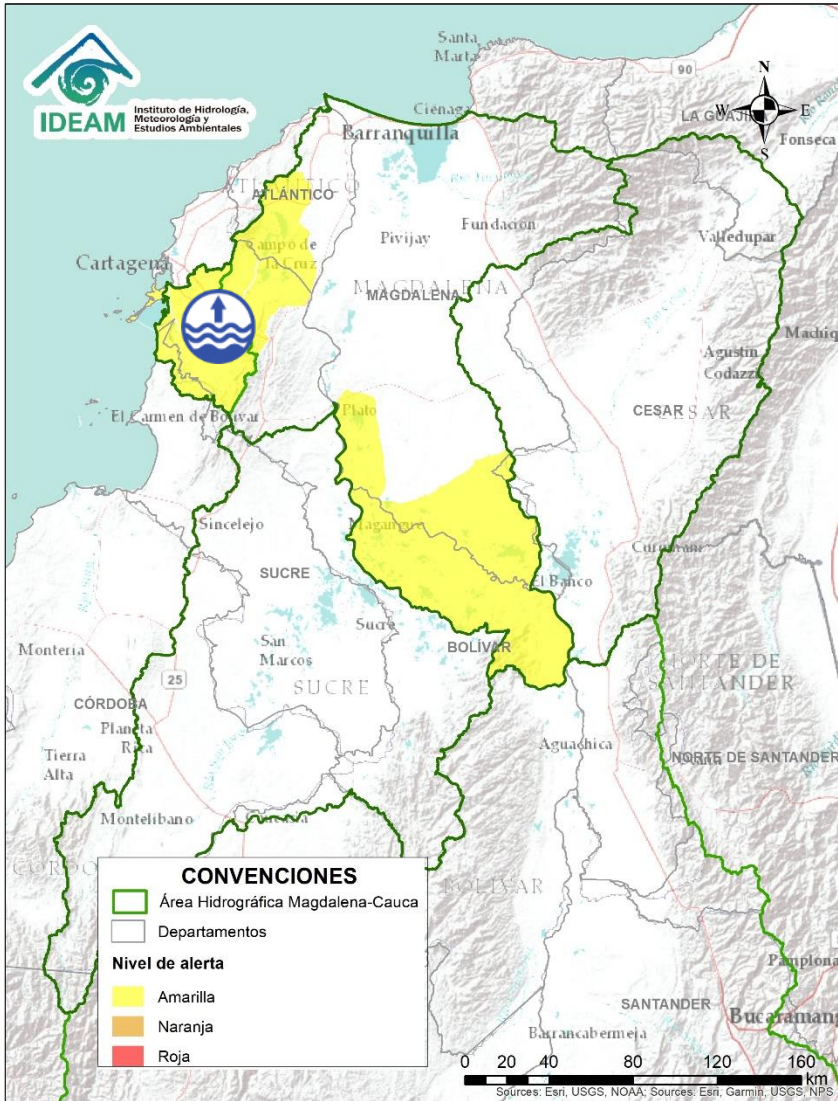 IDEAM
Instituto de Hidrología,
Meteorología y
Estudios Ambientales
Santa
Marta
90
N
W
E
S
Ciénaga
LA GUAJI
Barranquilla
Fonseca
ATLÁNTICO
Fundación
Pivijay
Valledupar
Campo de
la Cruz
Cartagena
MAGDALENA
MAGDALENA
Agustín
Codazzi
CESAR
El Carmen de Bolívar
Plato
Sincelejo
Magangue
Curumaní
El Banco
SUCRE
Sucre
BOLÍVAR
San
Marcos
Montería
25
SUCRE
NORTE DE
SANTANDER
CÓRDOBA
Planeta
Rica
Aguachica
NORTE DE SANTANDER
Tierra
Alta
Montelíbano
BOLÍVAR
CONVENCIONES
Área Hidrográfica Magdalena-Cauca
Departamentos
Nivel de alerta
Amarilla
Naranja
Roja
Pamplona
SANTANDER
Bucaramang
Barrancabermeja
0 20 40 80 120 160
km
Sources: Esri, USGS, NOAA; Sources: Esri, Garmin, USGS, NPS